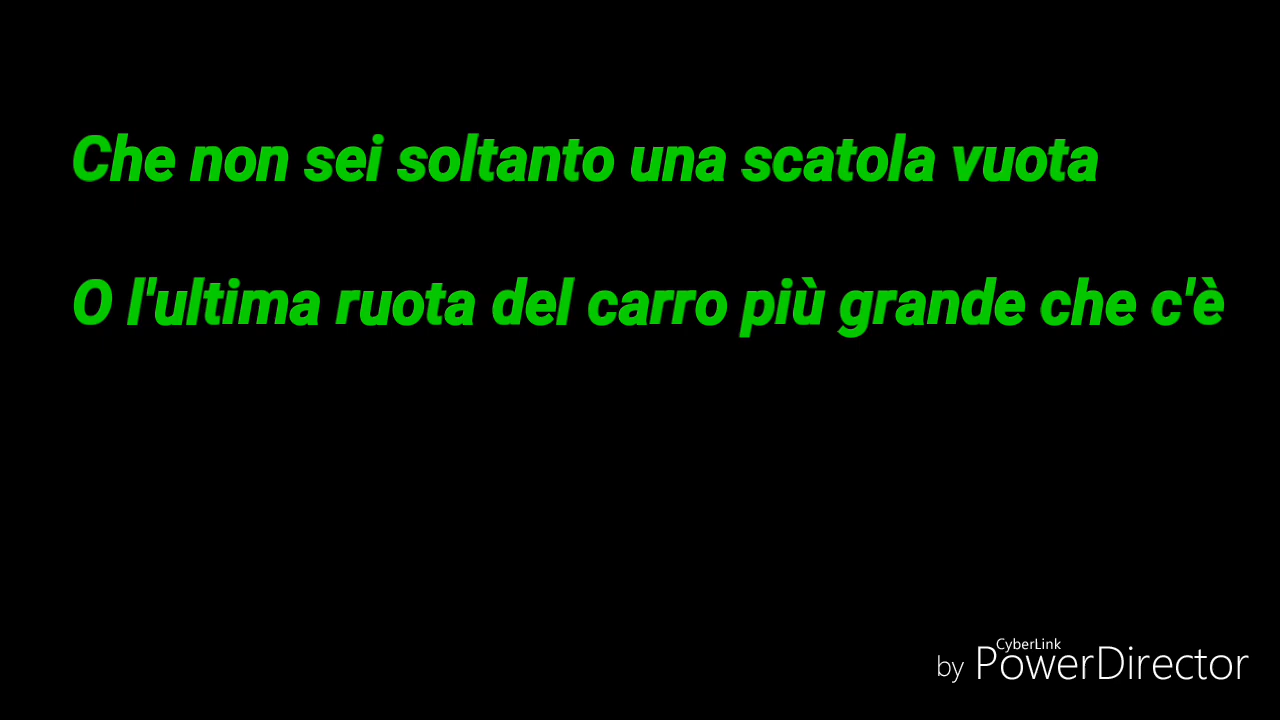 Che non sei soltanto una scatola vuota
O l'ultima ruota del carro più grande che c'è
CyberLink
by PowerDirector